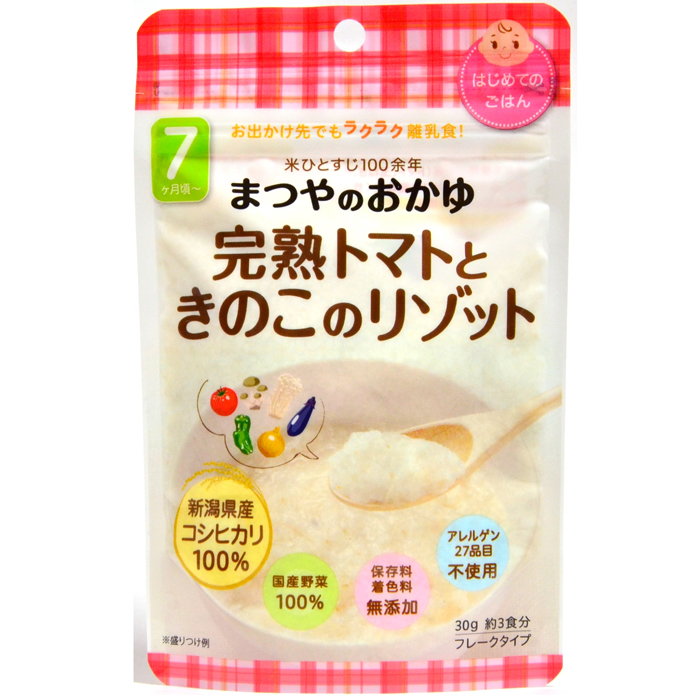 はじめての
ごはん
7
ヶ月頃～
お出かけ先でもラクラク離乳食！
米ひとすじ100余年
まつやのおかゆ
完熟トマトと
きのこのリゾット
新潟県産
コシヒカリ
100%
国産野菜
100%
保存料
着色料
無添加
アレルゲン
27品目
不使用
30g 約3食分
フレークタイプ
※盛りつけ例